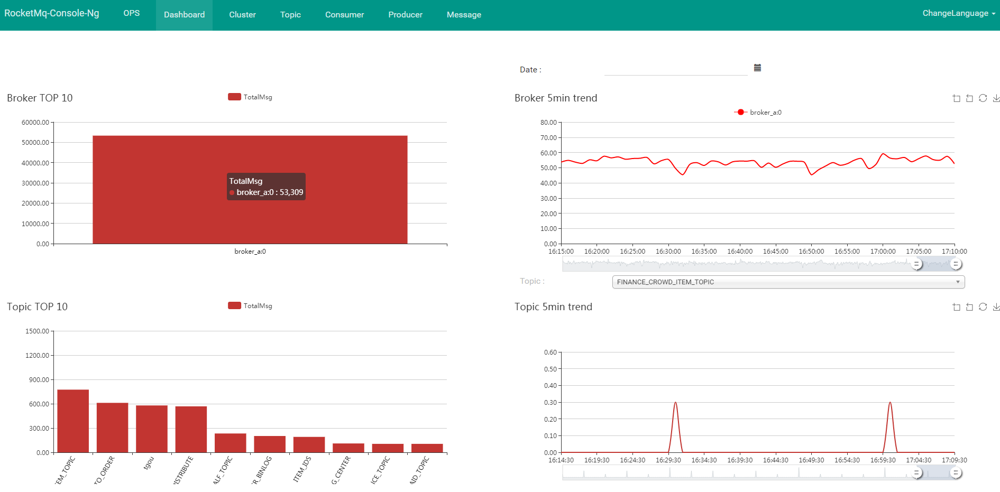 RocketMq-Console-Ng OPS Dashboard Cluster Topic Consumer Producer Message ChangeLanguage
Date :
Broker TOP 10
TotalMsg
60000.00
50000.00
40000.00
30000.00
20000.00
10000.00
0.00
TotalMsg
broker_a:0 : 53,309
broker_a:0
Broker 5min trend
broker_a:0
80.00
70.00
60.00
50.00
40.00
30.00
20.00
10.00
0.00
16:15:00 16:20:00 16:25:00 16:30:00 16:35:00 16:40:00 16:45:00 16:50:00 16:55:00 17:00:00 17:05:00 17:10:00
Topic :
FINANCE_CROWD_ITEM_TOPIC
Topic TOP 10
TotalMsg
1500.00
1200.00
900.00
600.00
300.00
0.00
TEM_TOPIC
TO_ORDER
tgou
ISTRIBUTE
ALF_TOPIC
R_BINLOG
ITEM_IDS
G_CENTER
ICE_TOPIC
AID_TOPIC
Topic 5min trend
0.60
0.50
0.40
0.30
0.20
0.10
0.00
16:14:30 16:19:30 16:24:30 16:29:30 16:34:30 16:39:30 16:44:30 16:49:30 16:54:30 16:59:30 17:04:30 17:09:30